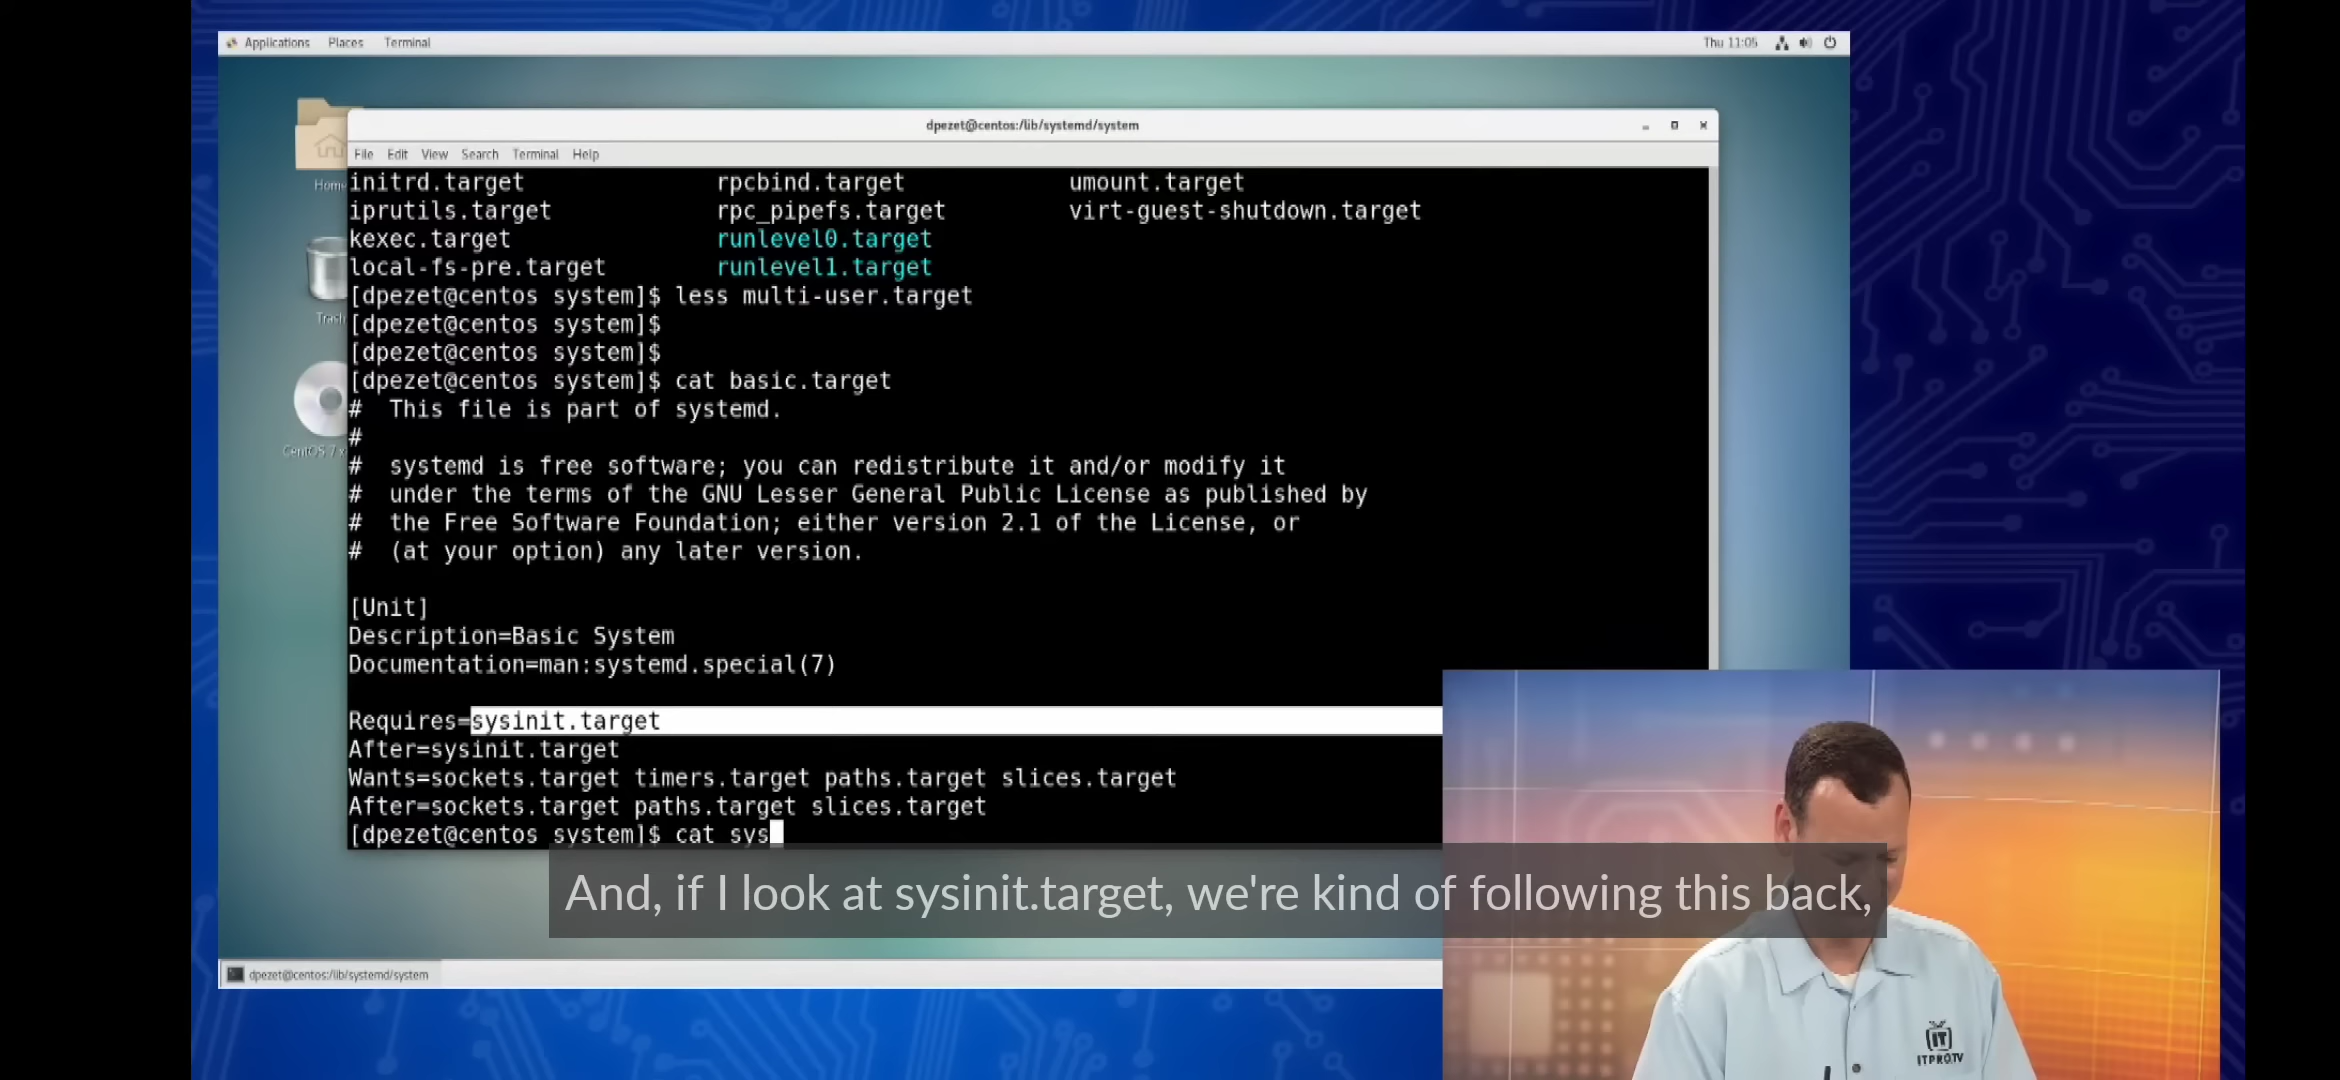 Applications Places Terminal
Thu 11:05
dpezet@centos:/lib/systemd/system
File Edit View Search Terminal Help
Home
Trash
CentOS 7 x
initrd.target rpcbind.target umount.target
iprutils.target rpc_pipefs.target virt-guest-shutdown.target
kexec.target runlevel0.target
local-fs-pre.target runlevel1.target
[dpezet@centos system]$ less multi-user.target
[dpezet@centos system]$
[dpezet@centos system]$
[dpezet@centos system]$ cat basic.target
#  This file is part of systemd.
#
#  systemd is free software; you can redistribute it and/or modify it
#  under the terms of the GNU Lesser General Public License as published by
#  the Free Software Foundation; either version 2.1 of the License, or
#  (at your option) any later version.
[Unit]
Description=Basic System
Documentation=man:systemd.special(7)
Requires=sysinit.target
After=sysinit.target
Wants=sockets.target timers.target paths.target slices.target
After=sockets.target paths.target slices.target
[dpezet@centos system]$ cat sys
And, if I look at sysinit.target, we're kind of following this back,
dpezet@centos:/lib/systemd/system
IT
ITPRO.TV